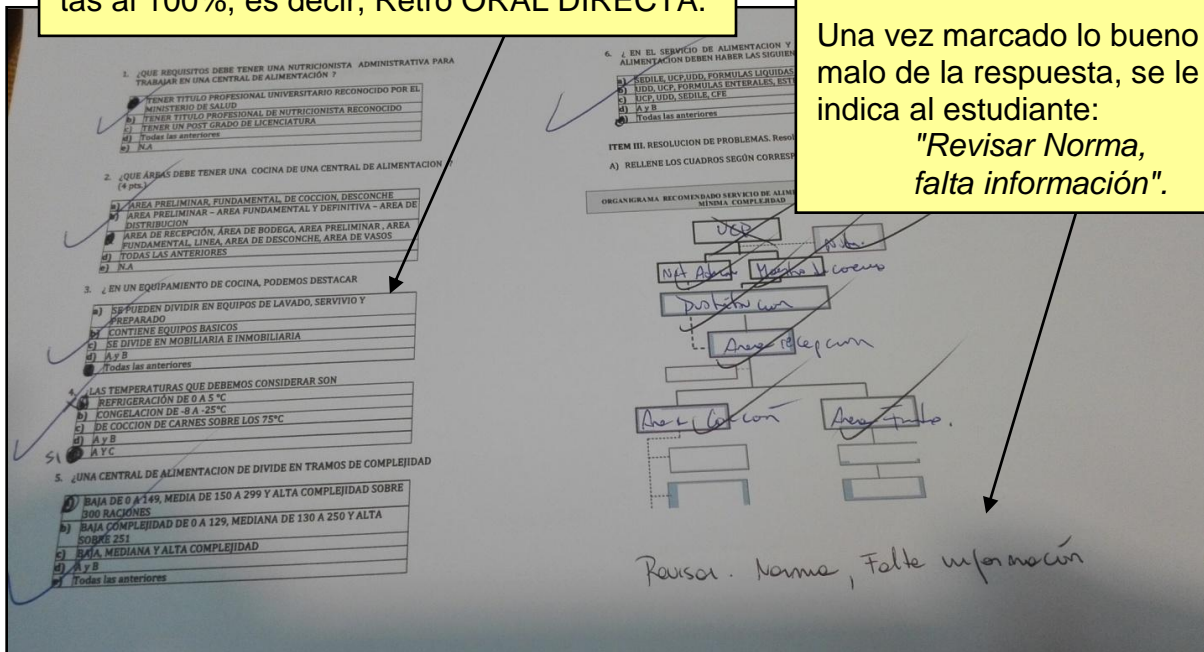 tas al 100%, es decir, Retro ORAL DIRECTA.
Una vez marcado lo bueno
malo de la respuesta, se le
indica al estudiante:
"Revisar Norma,
falta información".
1. ¿QUE REQUISITOS DEBE TENER UNA NUTRICIONISTA ADMINISTRATIVA PARA
TRABAJAR EN UNA CENTRAL DE ALIMENTACIÓN ?
TENER TITULO PROFESIONAL UNIVERSITARIO RECONOCIDO POR EL
MINISTERIO DE SALUD
b) TENER TITULO PROFESIONAL DE NUTRICIONISTA RECONOCIDO
c) TENER UN POST GRADO DE LICENCIATURA
d) Todas las anteriores
e) N.A
2. ¿QUE ÁREAS DEBE TENER UNA COCINA DE UNA CENTRAL DE ALIMENTACION ?
(4 pts.)
a) AREA PRELIMINAR, FUNDAMENTAL, DE COCCION, DESCONCHE
b) AREA PRELIMINAR – AREA FUNDAMENTAL Y DEFINITIVA – AREA DE
DISTRIBUCION
AREA DE RECEPCIÓN, ÁREA DE BODEGA, AREA PRELIMINAR , AREA
FUNDAMENTAL, LINEA, AREA DE DESCONCHE, AREA DE VASOS
d) TODAS LAS ANTERIORES
e) N.A
3. ¿ EN UN EQUIPAMIENTO DE COCINA, PODEMOS DESTACAR
a) SE PUEDEN DIVIDIR EN EQUIPOS DE LAVADO, SERVIVIO Y
PREPARADO
b) CONTIENE EQUIPOS BASICOS
c) SE DIVIDE EN MOBILIARIA E INMOBILIARIA
d) A y B
Todas las anteriores
4. ¿LAS TEMPERATURAS QUE DEBEMOS CONSIDERAR SON
REFRIGERACIÓN DE 0 A 5 °C
b) CONGELACION DE -8 A -25°C
c) DE COCCION DE CARNES SOBRE LOS 75°C
d) A y B
SI A Y C
5. ¿UNA CENTRAL DE ALIMENTACION DE DIVIDE EN TRAMOS DE COMPLEJIDAD
BAJA DE 0 A 149, MEDIA DE 150 A 299 Y ALTA COMPLEJIDAD SOBRE
300 RACIONES
b) BAJA COMPLEJIDAD DE 0 A 129, MEDIANA DE 130 A 250 Y ALTA
SOBRE 251
c) BAJA, MEDIANA Y ALTA COMPLEJIDAD
d) A y B
e) Todas las anteriores
6. ¿ EN EL SERVICIO DE ALIMENTACION Y
ALIMENTACION DEBEN HABER LAS SIGUIEN
a) SEDILE, UCP,UDD, FORMULAS LIQUIDAS
b) UDD, UCP, FORMULAS ENTERALES, EST
c) UCP, UDD, SEDILE, CFE
d) A y B
Todas las anteriores
ITEM III. RESOLUCION DE PROBLEMAS. Resol
A) RELLENE LOS CUADROS SEGÚN CORRESP
ORGANIGRAMA RECOMENDADO SERVICIO DE ALIM
MÍNIMA COMPLEJIDAD
UCP
Distribucion
Area recepcion
Area Coccion
Area
Revisar. Norma, Falta información